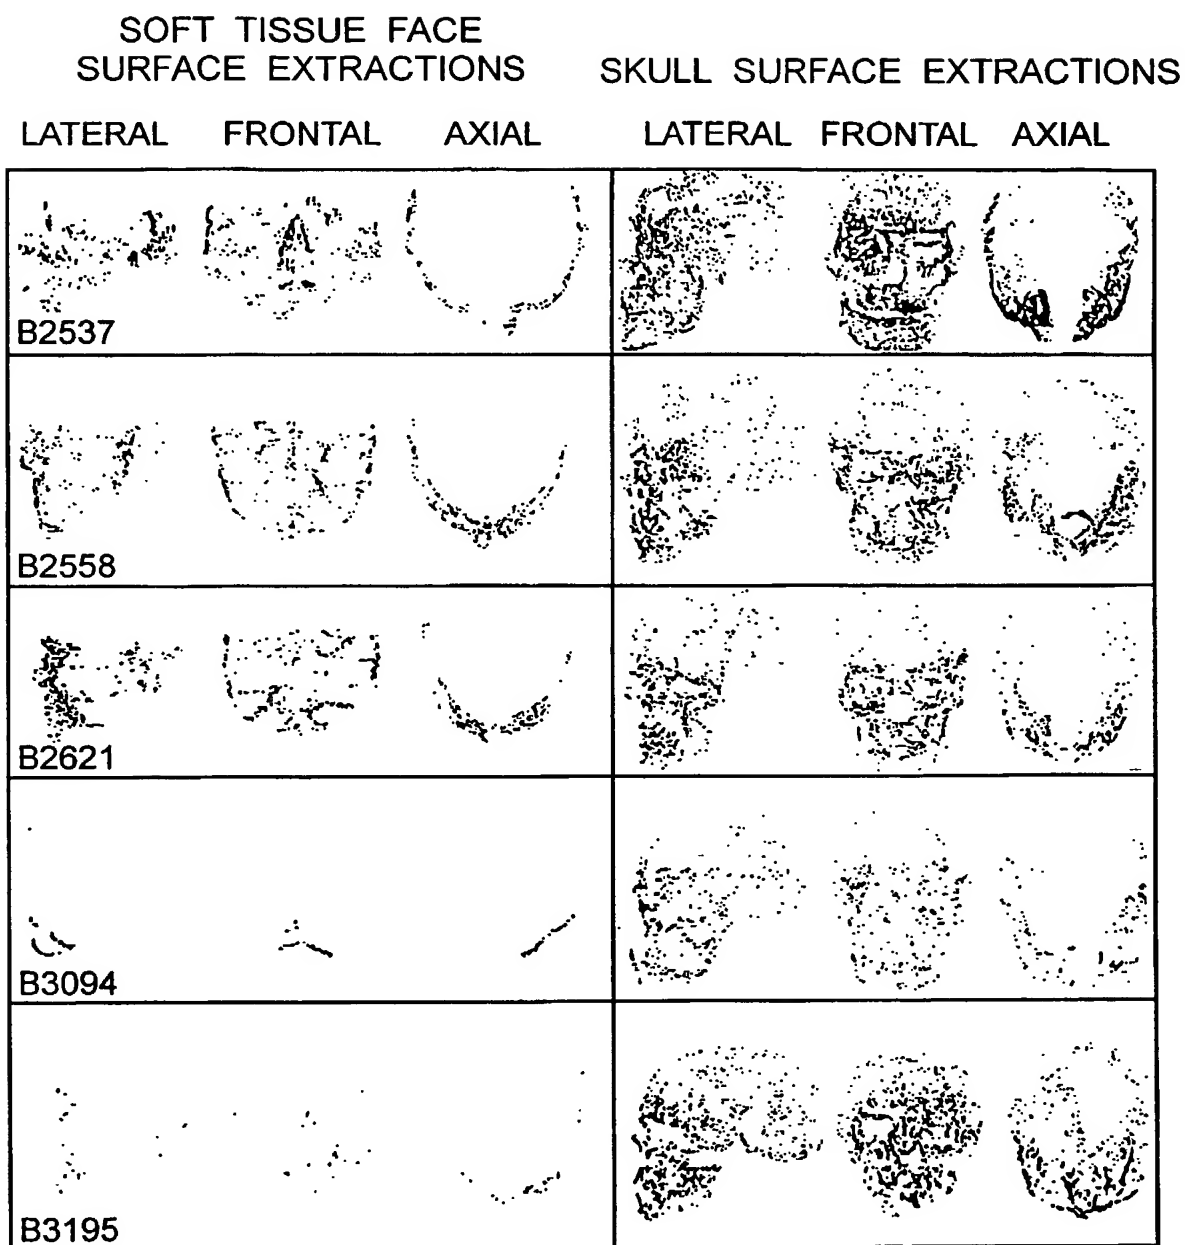 SOFT TISSUE FACE
SURFACE EXTRACTIONS
SKULL SURFACE EXTRACTIONS
LATERAL FRONTAL AXIAL LATERAL FRONTAL AXIAL
B2537
B2558
B2621
B3094
B3195